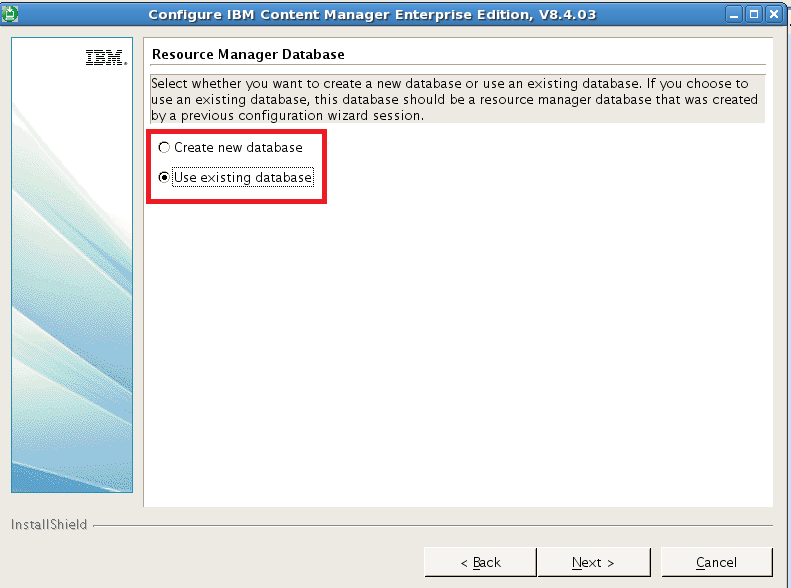 Configure IBM Content Manager Enterprise Edition, V8.4.03
IBM.
Resource Manager Database
Select whether you want to create a new database or use an existing database. If you choose to
use an existing database, this database should be a resource manager database that was created
by a previous configuration wizard session.
Create new database
Use existing database
InstallShield
< Back
Next >
Cancel